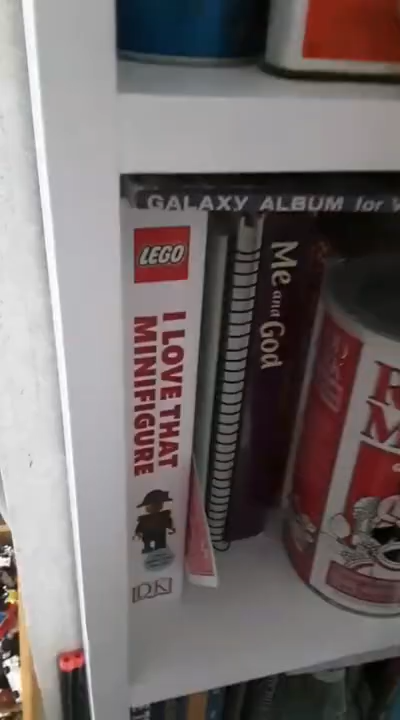 GALAXY ALBUM for
LEGO
I LOVE THAT
MINIFIGURE
DK
Me and God